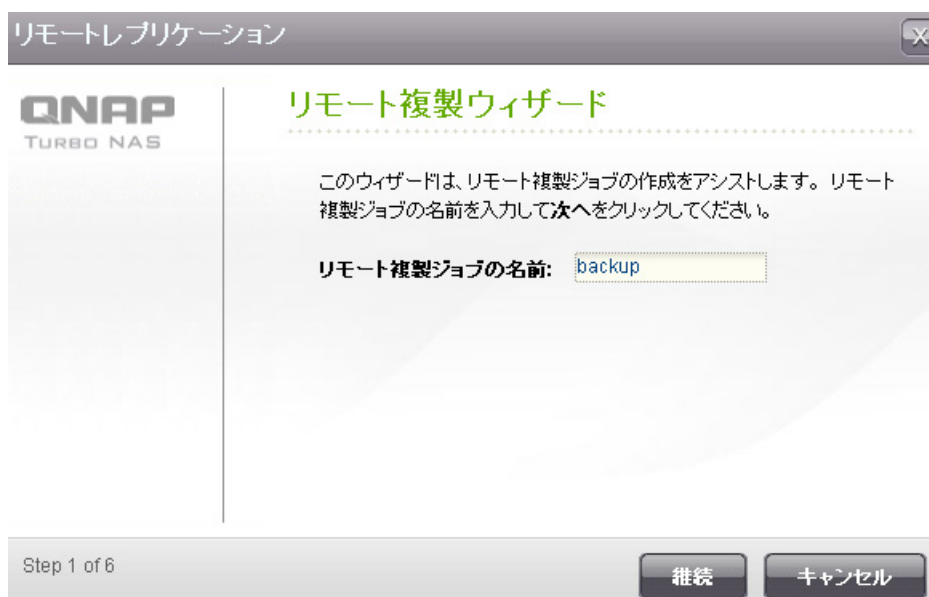 リモートレプリケーション
X
QNAP
TURBO NAS
リモート複製ウィザード
このウィザードは、リモート複製ジョブの作成をアシストします。リモート
複製ジョブの名前を入力して次へをクリックしてください。
リモート複製ジョブの名前: backup
Step 1 of 6
継続 キャンセル